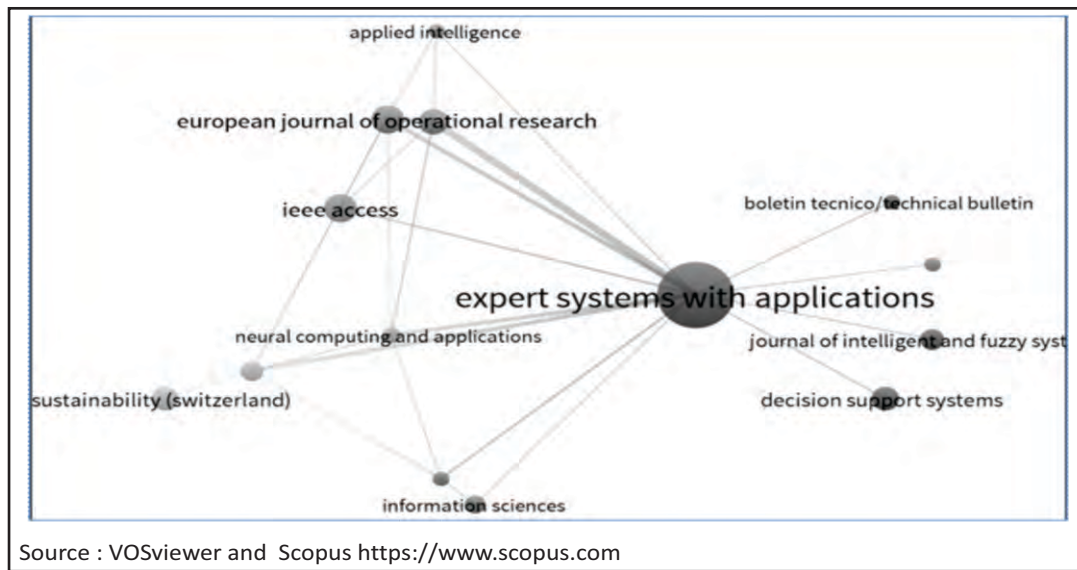 applied intelligence
european journal of operational research
ieee access
boletin tecnico/technical bulletin
expert systems with applications
neural computing and applications
journal of intelligent and fuzzy syst
sustainability (switzerland)
decision support systems
information sciences
Source : VOSviewer and Scopus https://www.scopus.com